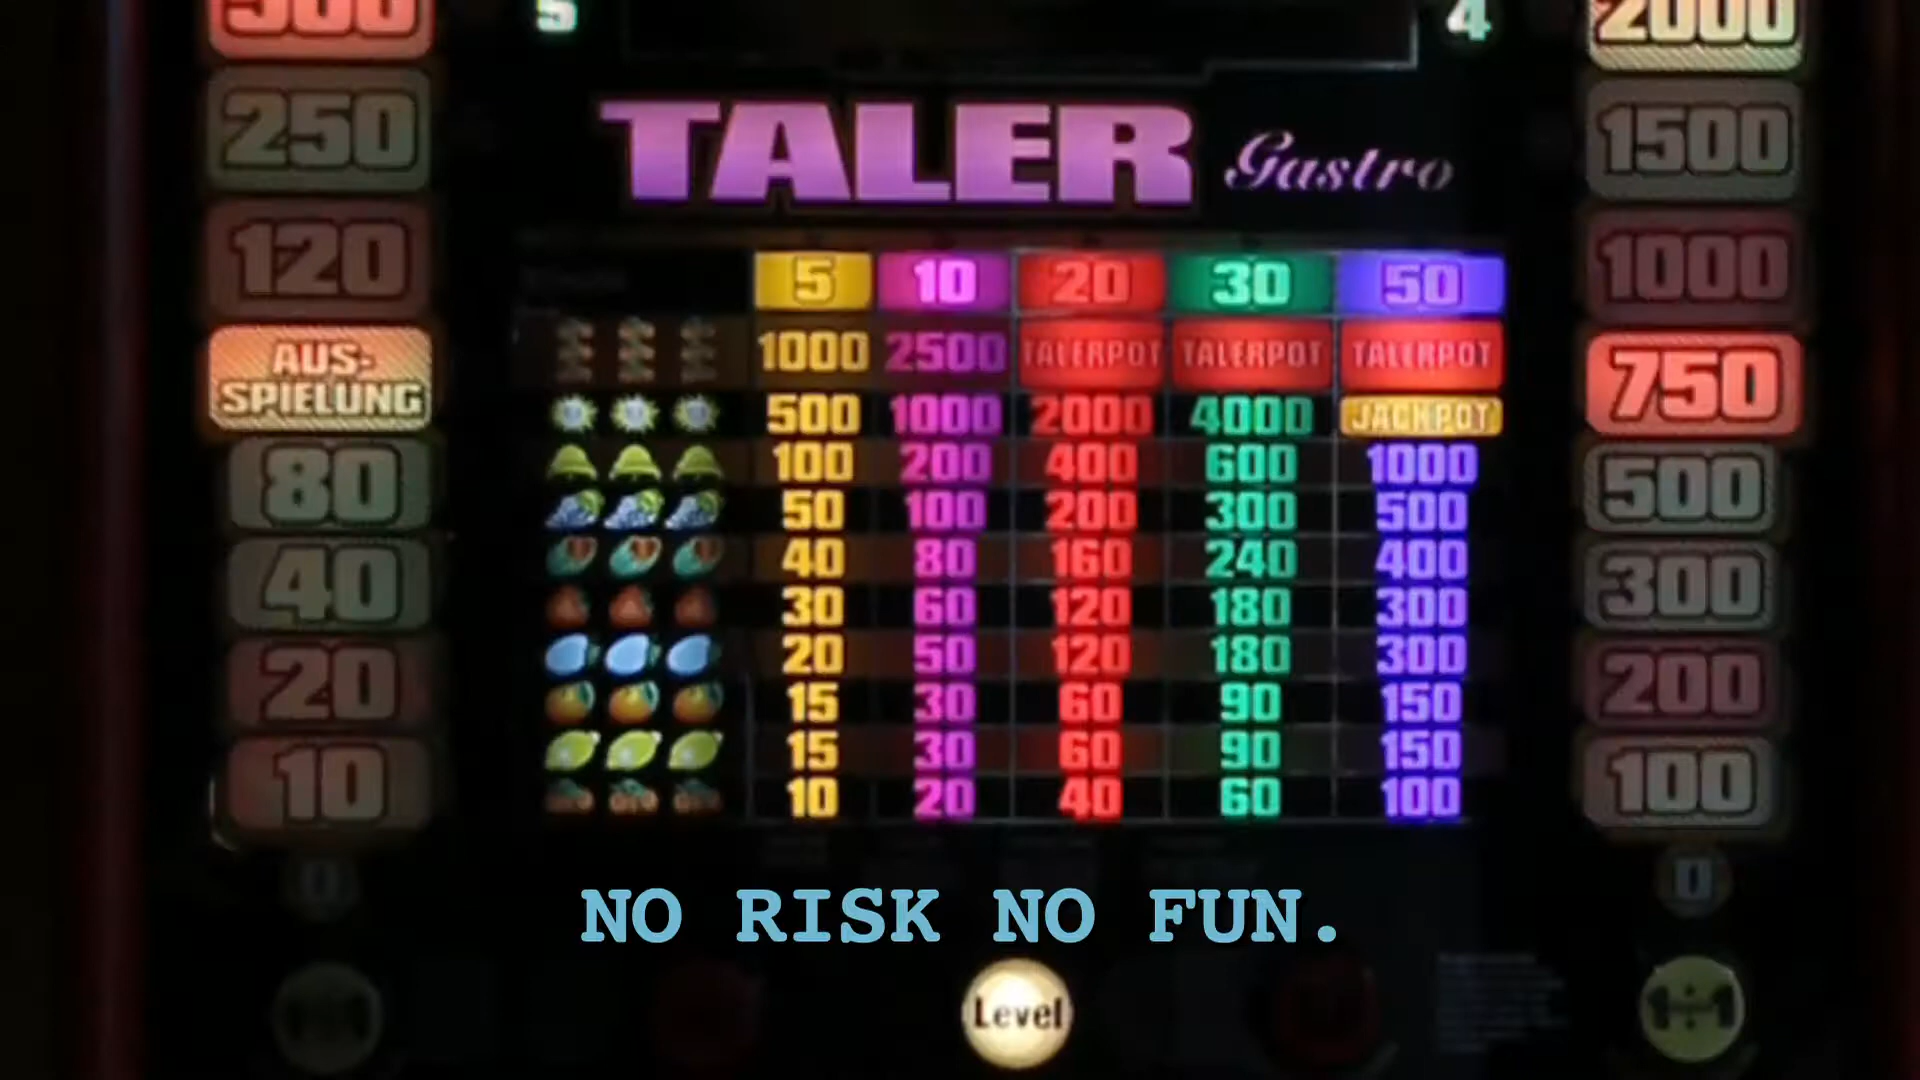 500
5
4
2000
TALER Gastro
250
1500
120
1000
5 10 20 30 50
AUS-
SPIELUNG
750
1000 2500 TALERPOT TALERPOT TALERPOT
500 1000 2000 4000 JACKPOT
100 200 400 600 1000
80
500
50 100 200 300 500
40 80 160 240 400
40
300
30 60 120 180 300
20 50 120 180 300
20
200
15 30 60 90 150
15 30 60 90 150
10
100
10 20 40 60 100
0
0
NO RISK NO FUN.
Level